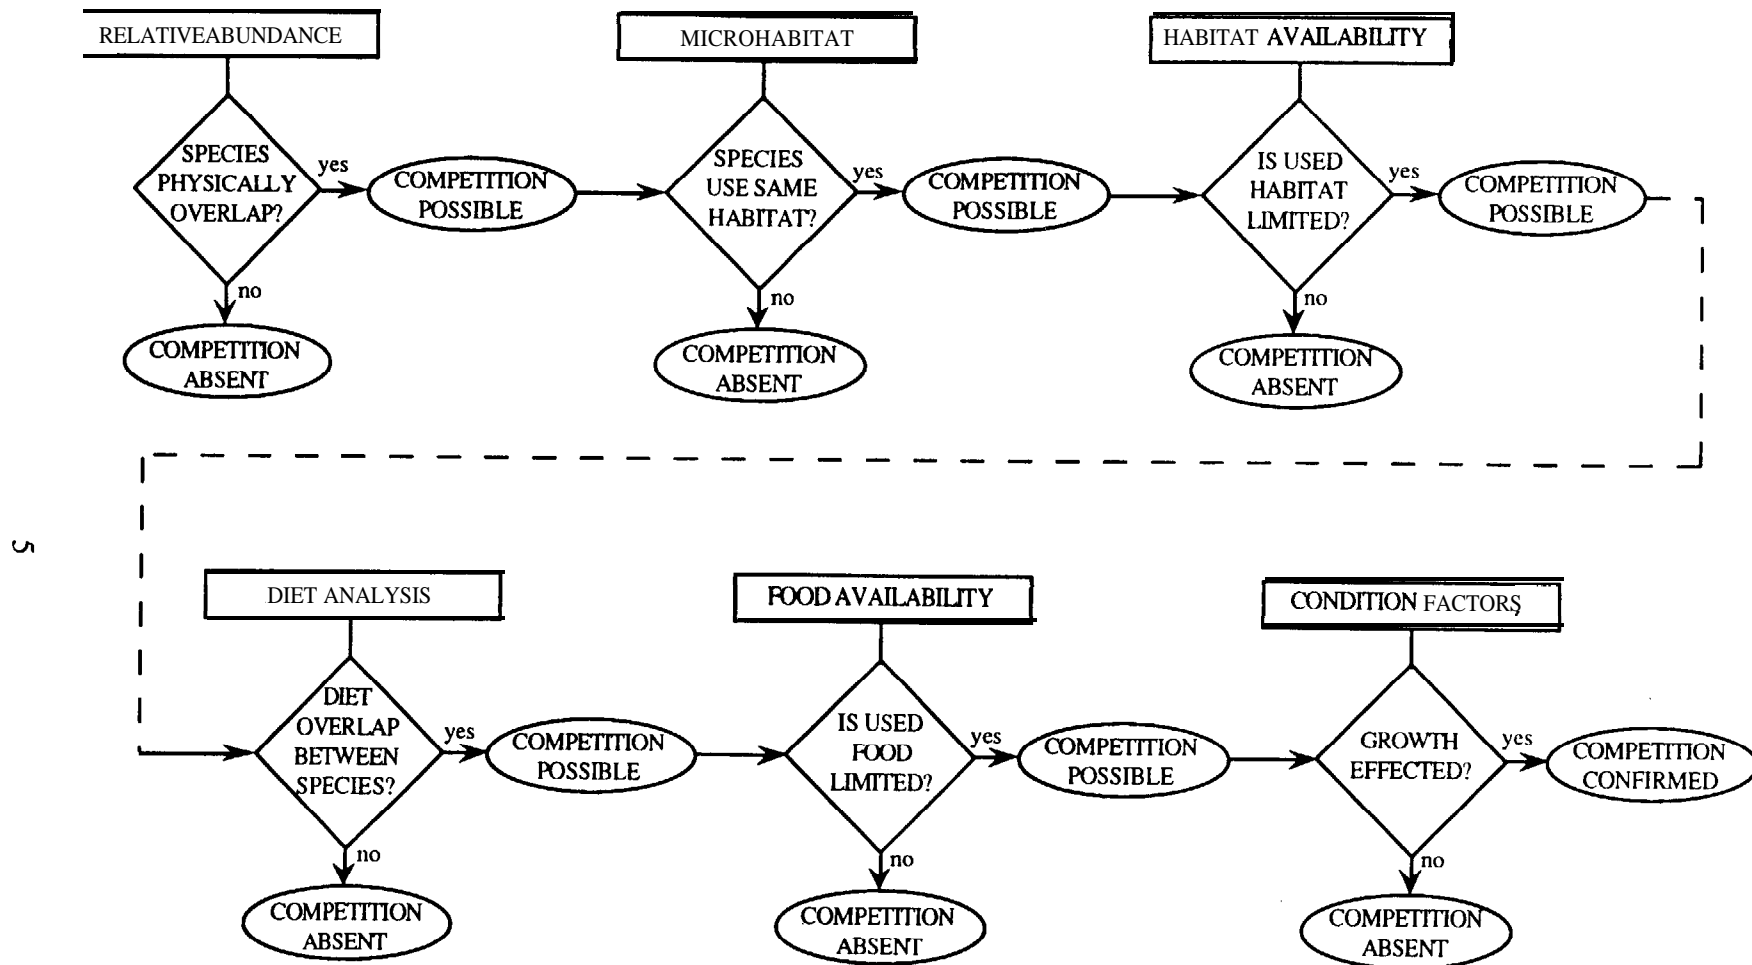 RELATIVEABUNDANCE
MICROHABITAT
HABITAT AVAILABILITY
SPECIES
PHYSICALLY
OVERLAP?
yes
COMPETITION
POSSIBLE
no
COMPETITION
ABSENT
SPECIES
USE SAME
HABITAT?
yes
COMPETITION
POSSIBLE
no
COMPETITION
ABSENT
IS USED
HABITAT
LIMITED?
yes
COMPETITION
POSSIBLE
no
COMPETITION
ABSENT
5
DIET ANALYSIS
FOOD AVAILABILITY
CONDITION FACTORS
DIET
OVERLAP
BETWEEN
SPECIES?
yes
COMPETITION
POSSIBLE
no
COMPETITION
ABSENT
IS USED
FOOD
LIMITED?
yes
COMPETITION
POSSIBLE
no
COMPETITION
ABSENT
GROWTH
EFFECTED?
yes
COMPETITION
CONFIRMED
no
COMPETITION
ABSENT